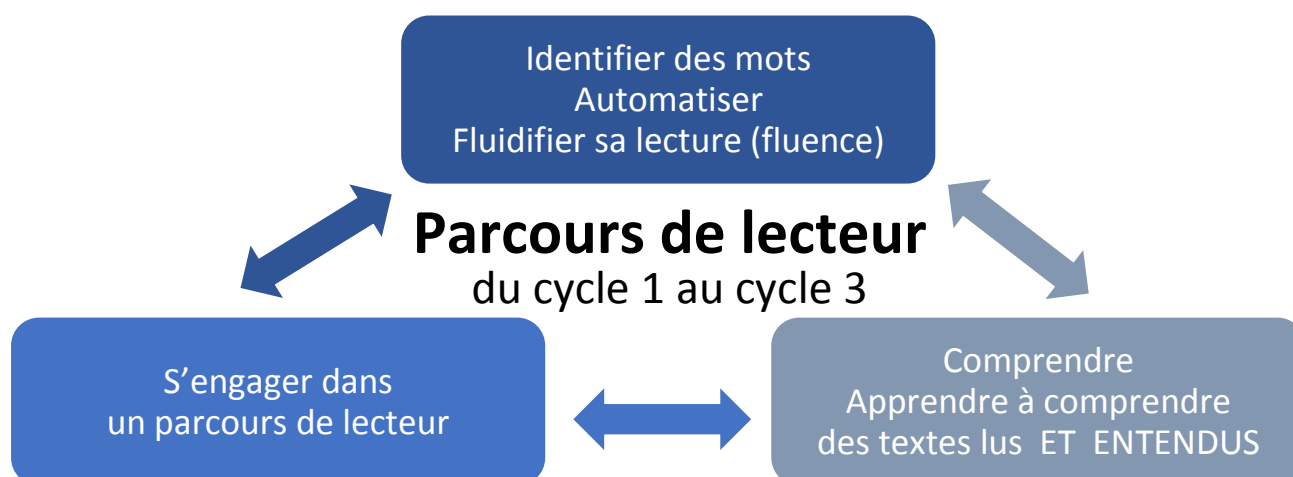 Identifier des mots
Automatiser
Fluidifier sa lecture (fluence)
Parcours de lecteur
du cycle 1 au cycle 3
S’engager dans
un parcours de lecteur
Comprendre
Apprendre à comprendre
des textes lus  ET  ENTENDUS